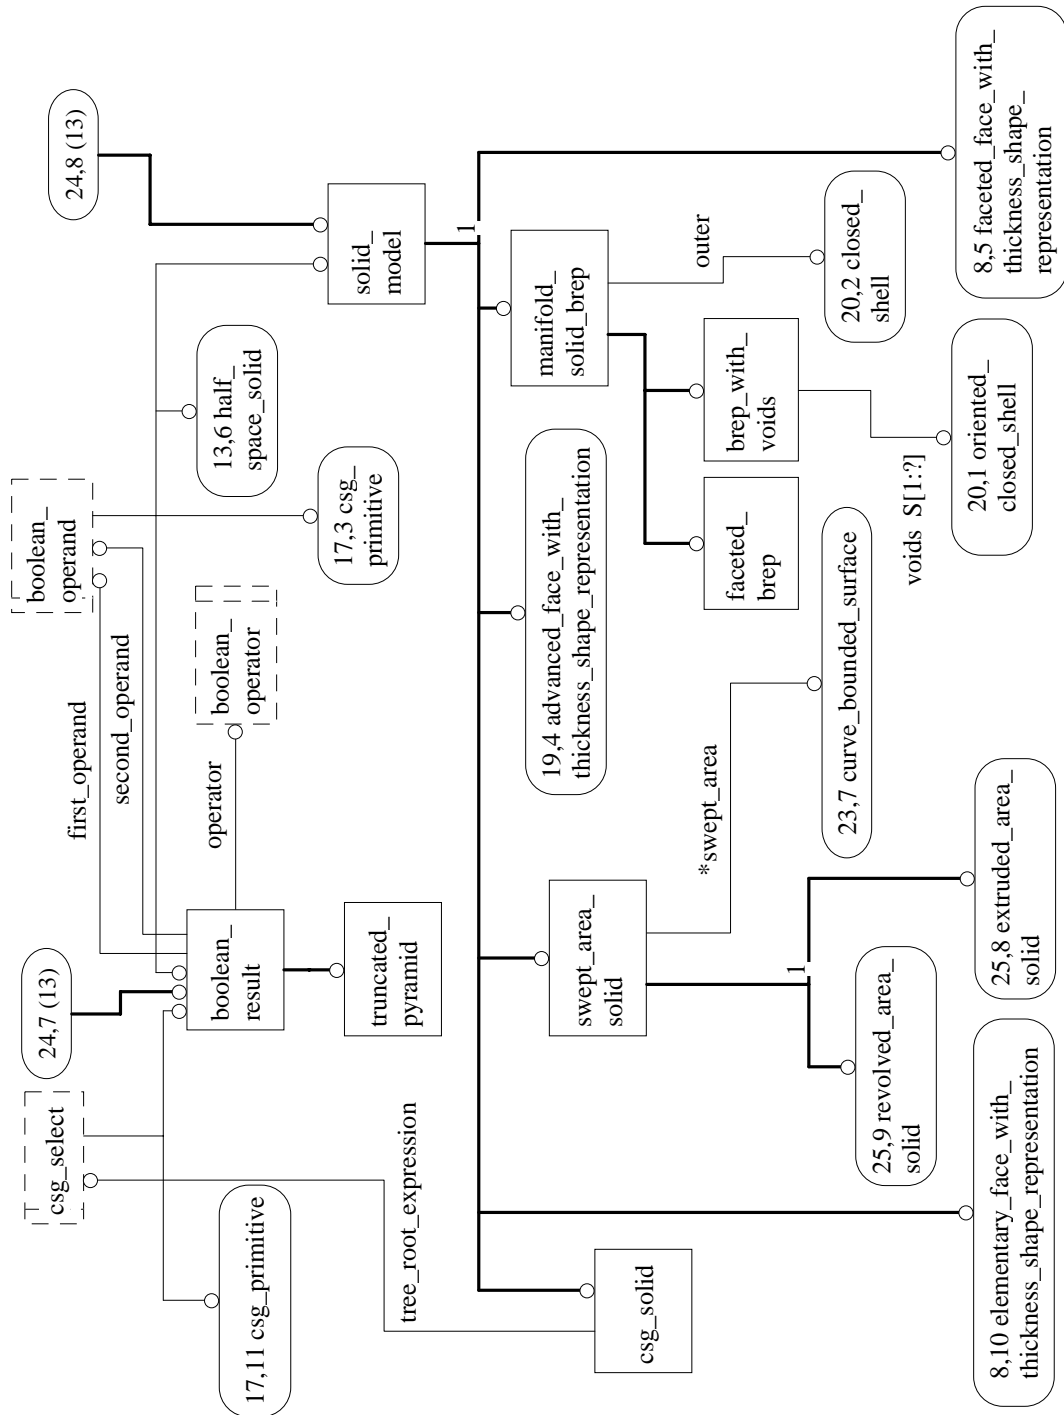 24,8 (13)
solid_
model
1
13,6 half_
space_solid
boolean_
operand
17,3 csg_
primitive
first_operand
second_operand
operator
boolean_
operator
24,7 (13)
boolean_
result
truncated_
pyramid
csg_select
17,11 csg_primitive
tree_root_expression
csg_solid
8,5 faceted_face_with_
thickness_shape_
representation
manifold_
solid_brep
outer
20,2 closed_
shell
brep_with_
voids
voids S[1:?]
20,1 oriented_
closed_shell
faceted_
brep
19,4 advanced_face_with_
thickness_shape_representation
swept_area_
solid
*swept_area
23,7 curve_bounded_surface
1
25,8 extruded_area_
solid
25,9 revolved_area_
solid
8,10 elementary_face_with_
thickness_shape_representation